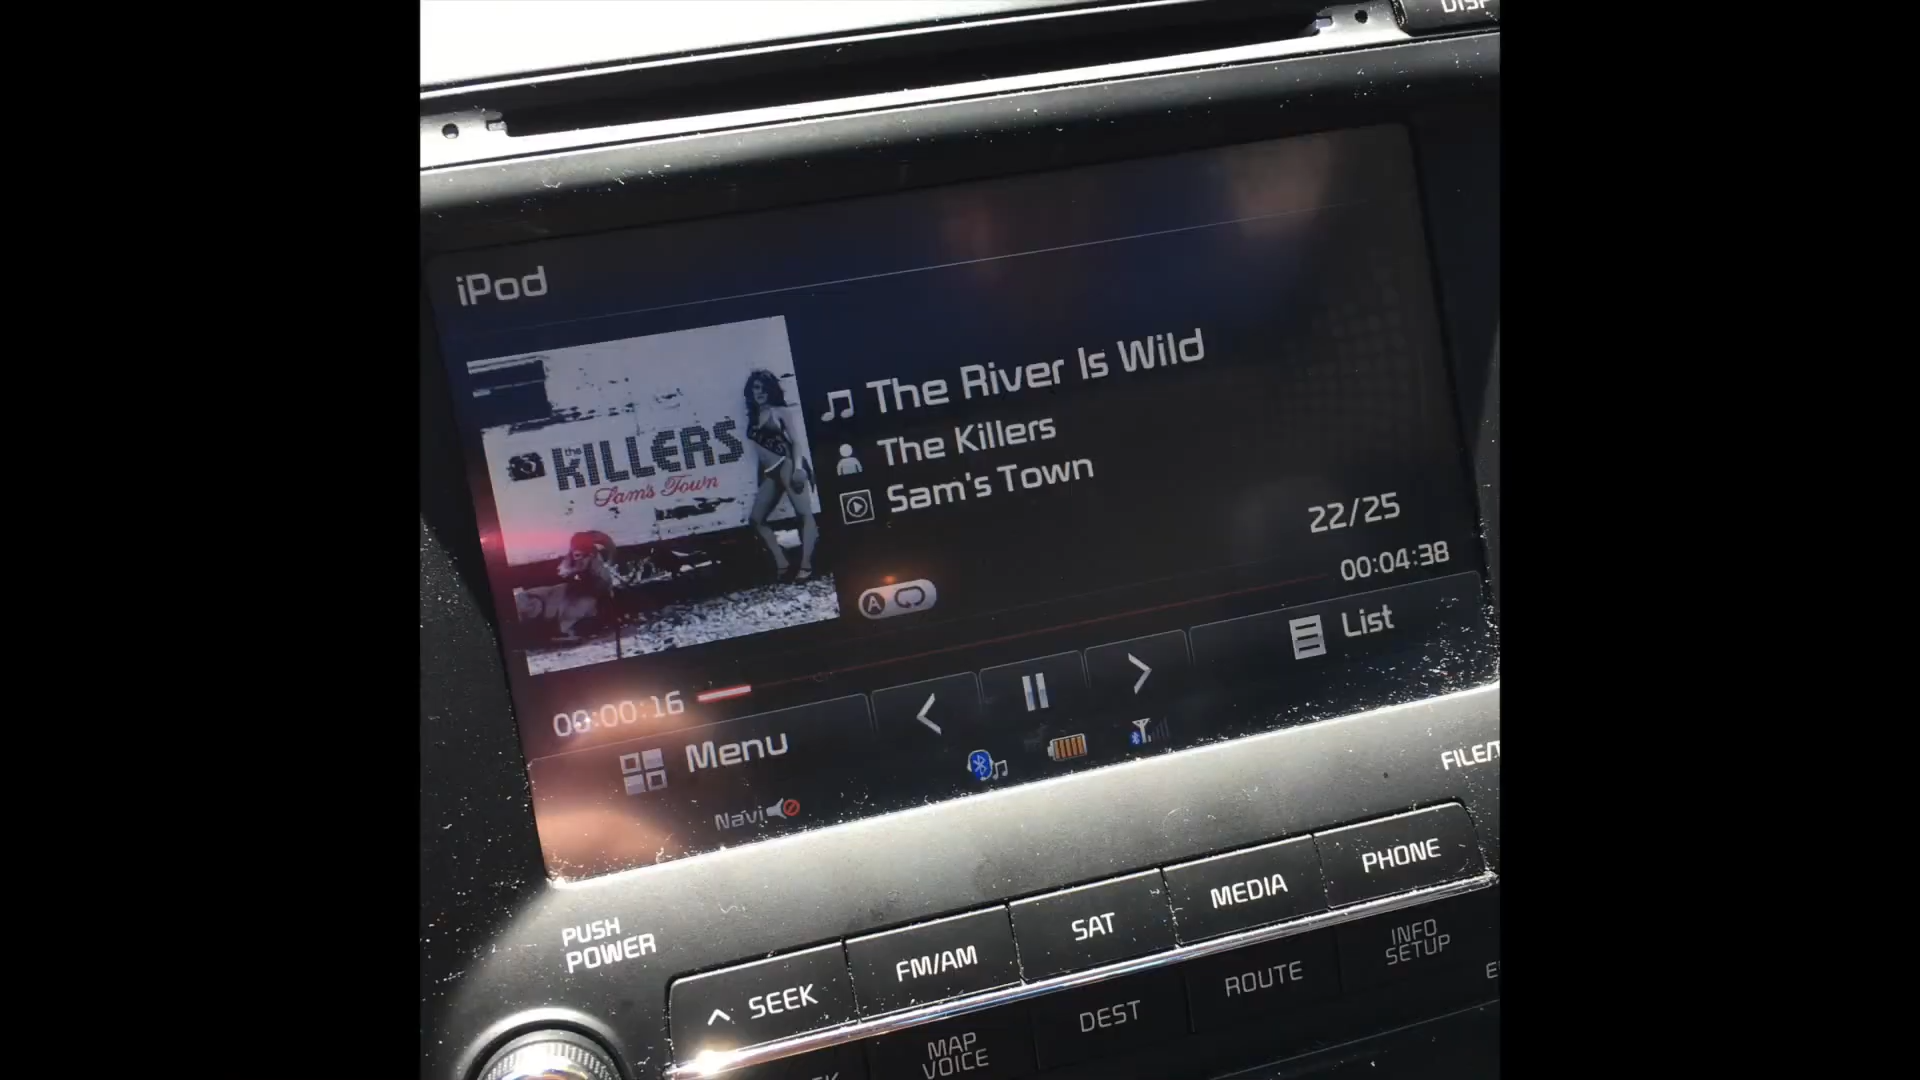 DISP
iPod
the
KILLERS
Sam's Town
The River Is Wild
The Killers
Sam's Town
22/25
00:04:38
A
List
00:00:16
Menu
Navi
FILE/
PUSH
POWER
SEEK
FM/AM
SAT
MEDIA
PHONE
MAP
VOICE
DEST
ROUTE
INFO
SETUP